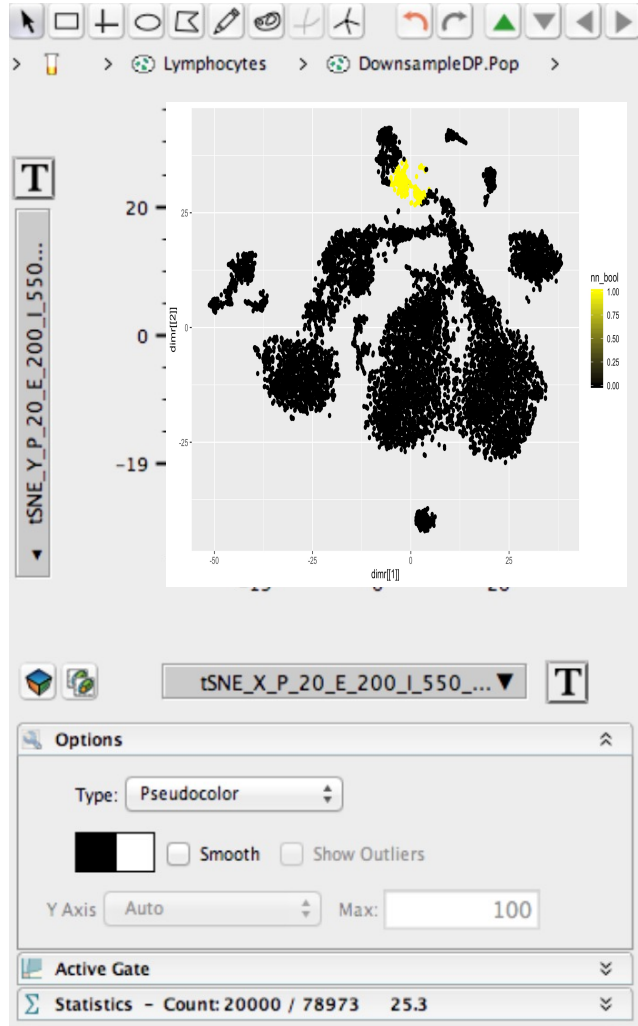 > > Lymphocytes > DownsampleDP.Pop >
T
tSNE_Y_P_20_E_200_I_550...
20
0
-19
dimr[[2]]
25
0
-25
-50
-25
0
25
dimr[[1]]
nn_bool
1.00
0.75
0.50
0.25
0.00
tSNE_X_P_20_E_200_I_550_...
T
Options
Type: Pseudocolor
Smooth Show Outliers
Y Axis Auto Max: 100
Active Gate
Σ Statistics - Count: 20000 / 78973 25.3